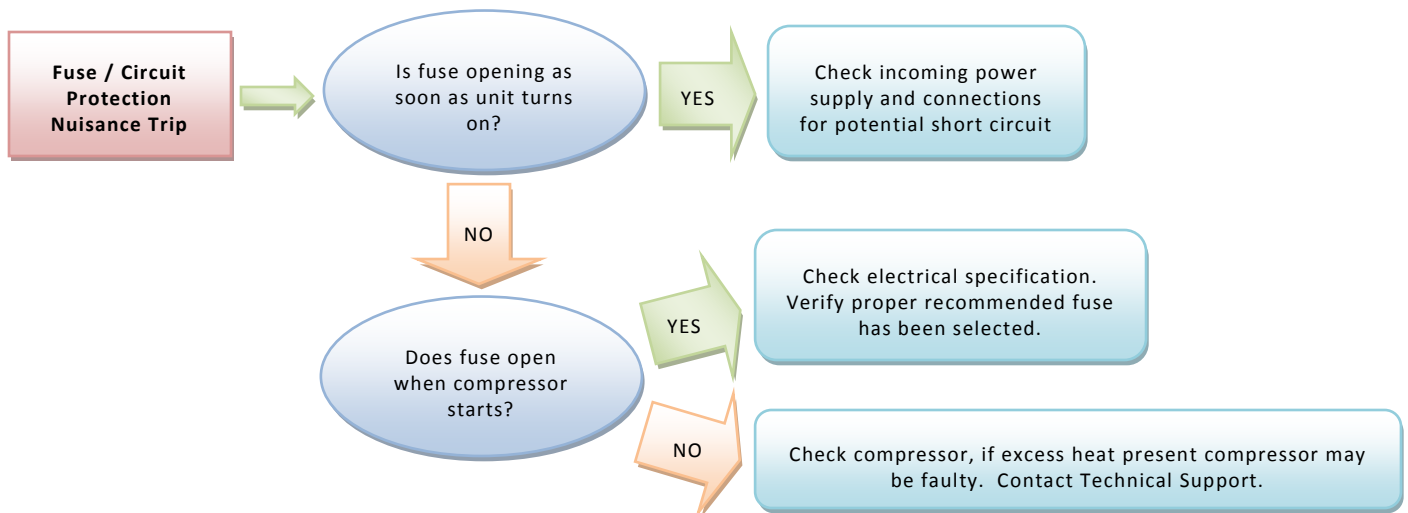 Fuse / Circuit
Protection
Nuisance Trip
Is fuse opening as
soon as unit turns
on?
YES
Check incoming power
supply and connections
for potential short circuit
NO
Does fuse open
when compressor
starts?
YES
Check electrical specification.
Verify proper recommended fuse
has been selected.
NO
Check compressor, if excess heat present compressor may
be faulty.  Contact Technical Support.